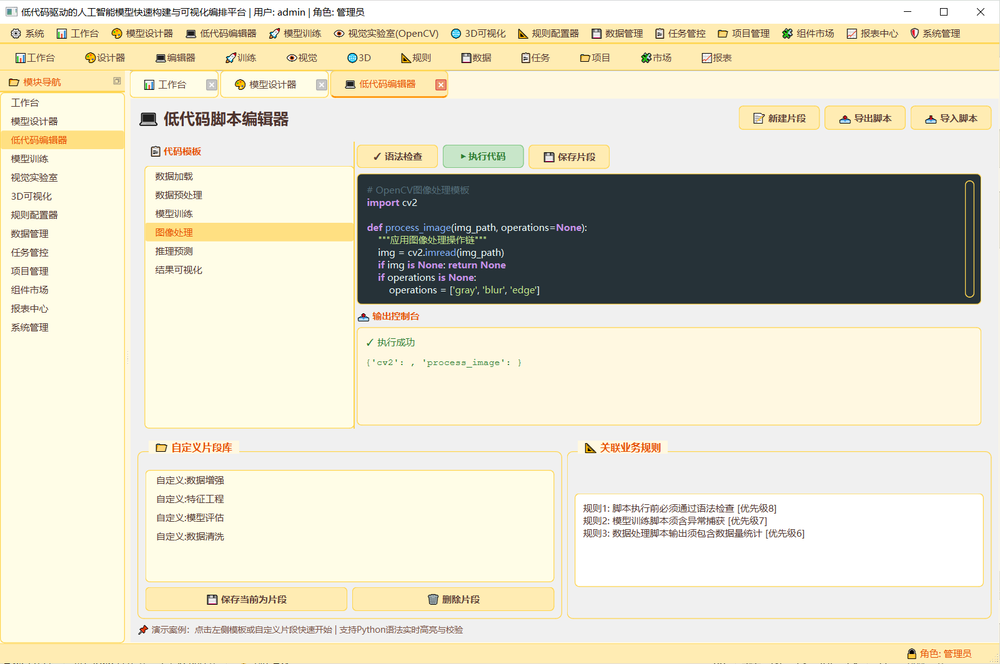 低代码驱动的人工智能模型快速构建与可视化编排平台 | 用户: admin | 角色: 管理员
系统 工作台 模型设计器 低代码编辑器 模型训练 视觉实验室(OpenCV) 3D可视化 规则配置器 数据管理 任务管控 项目管理 组件市场 报表中心 系统管理
工作台 设计器 编辑器 训练 视觉 3D 规则 数据 任务 项目 市场 报表
模块导航
工作台
模型设计器
低代码编辑器
模型训练
视觉实验室
3D可视化
规则配置器
数据管理
任务管控
项目管理
组件市场
报表中心
系统管理
工作台 模型设计器 低代码编辑器
低代码脚本编辑器
新建片段 导出脚本 导入脚本
代码模板
数据加载
数据预处理
模型训练
图像处理
推理预测
结果可视化
✓ 语法检查 ▸执行代码 保存片段
# OpenCV图像处理模板
import cv2
def process_image(img_path, operations=None):
"""应用图像处理操作链"""
img = cv2.imread(img_path)
if img is None: return None
if operations is None:
operations = ['gray', 'blur', 'edge']
输出控制台
✓ 执行成功
{'cv2': , 'process_image': }
自定义片段库
自定义:数据增强
自定义:特征工程
自定义:模型评估
自定义:数据清洗
保存当前为片段 删除片段
关联业务规则
规则1: 脚本执行前必须通过语法检查 [优先级8]
规则2: 模型训练脚本须含异常捕获 [优先级7]
规则3: 数据处理脚本输出须包含数据量统计 [优先级6]
演示案例：点击左侧模板或自定义片段快速开始 | 支持Python语法实时高亮与校验
角色: 管理员